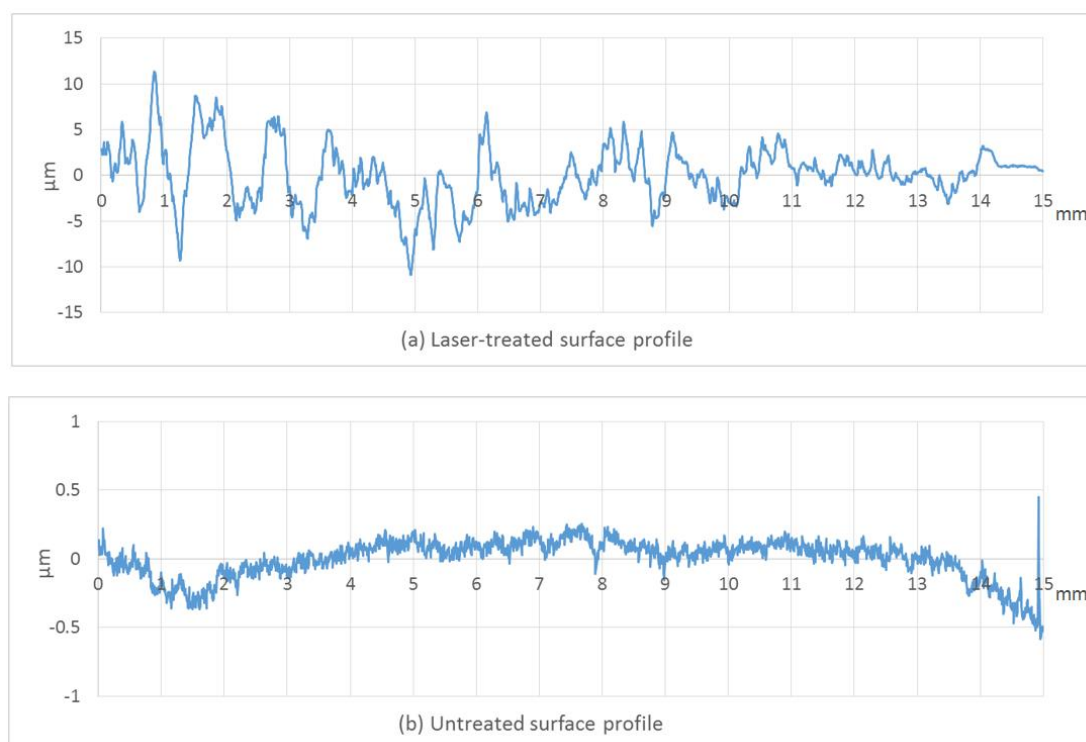 15
10
5
0
-5
-10
-15
µm
0 1 2 3 4 5 6 7 8 9 10 11 12 13 14 15
mm
(a) Laser-treated surface profile
1
0.5
0
-0.5
-1
µm
0 1 2 3 4 5 6 7 8 9 10 11 12 13 14 15
mm
(b) Untreated surface profile